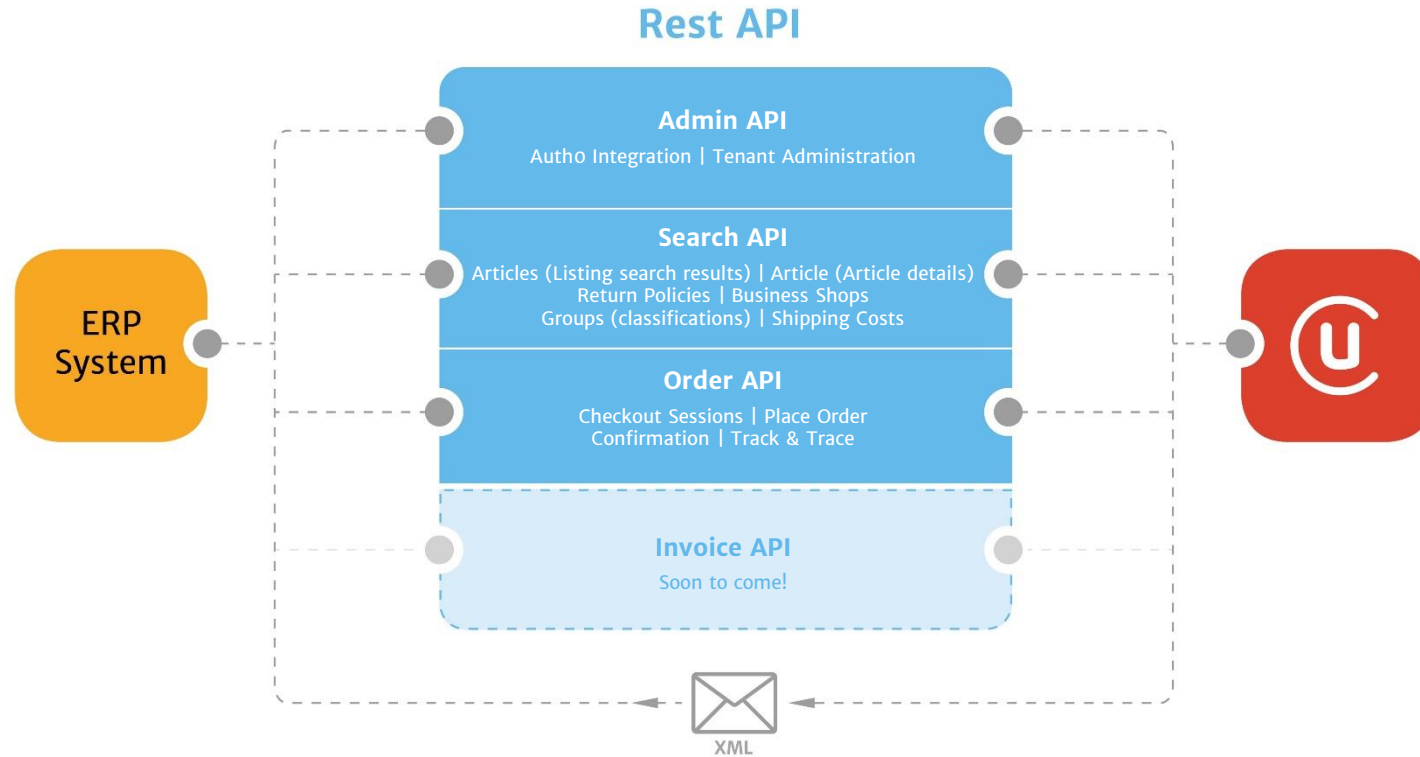 Rest API
Admin API
Auth0 Integration | Tenant Administration
Search API
Articles (Listing search results) | Article (Article details)
Return Policies | Business Shops
Groups (classifications) | Shipping Costs
ERP
System
U
Order API
Checkout Sessions | Place Order
Confirmation | Track & Trace
Invoice API
Soon to come!
XML